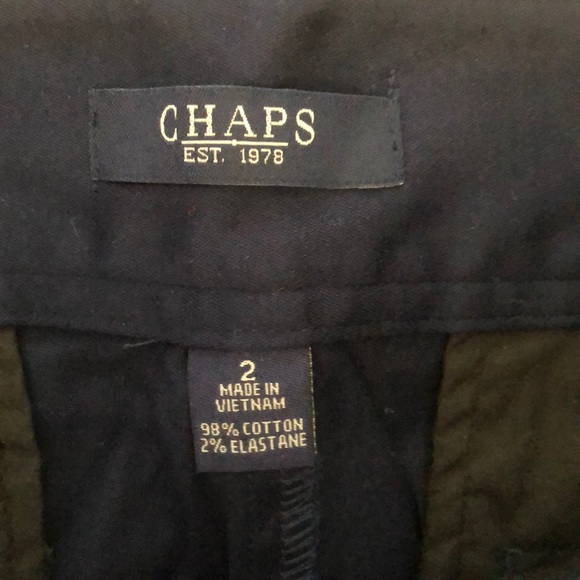 CHAPS
EST. 1978
2
MADE IN
VIETNAM
98% COTTON
2% ELASTANE